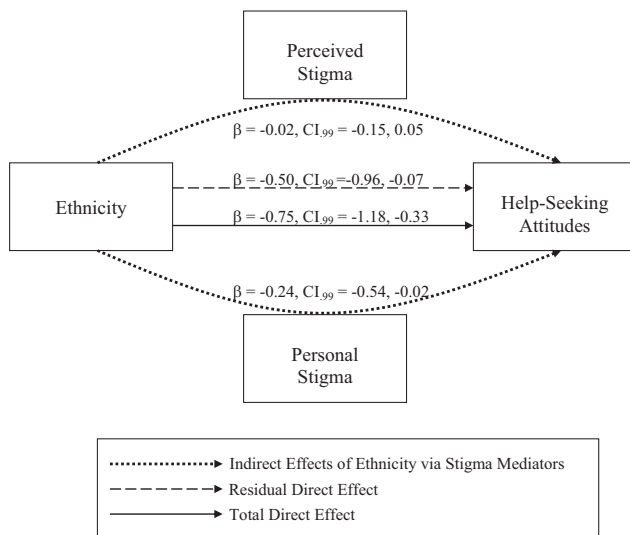 Perceived
Stigma
β = -0.02, CI.99 = -0.15, 0.05
β = -0.50, CI.99 =-0.96, -0.07
Ethnicity
Help-Seeking
Attitudes
β = -0.75, CI.99 = -1.18, -0.33
β = -0.24, CI.99 = -0.54, -0.02
Personal
Stigma
Indirect Effects of Ethnicity via Stigma Mediators
Residual Direct Effect
Total Direct Effect